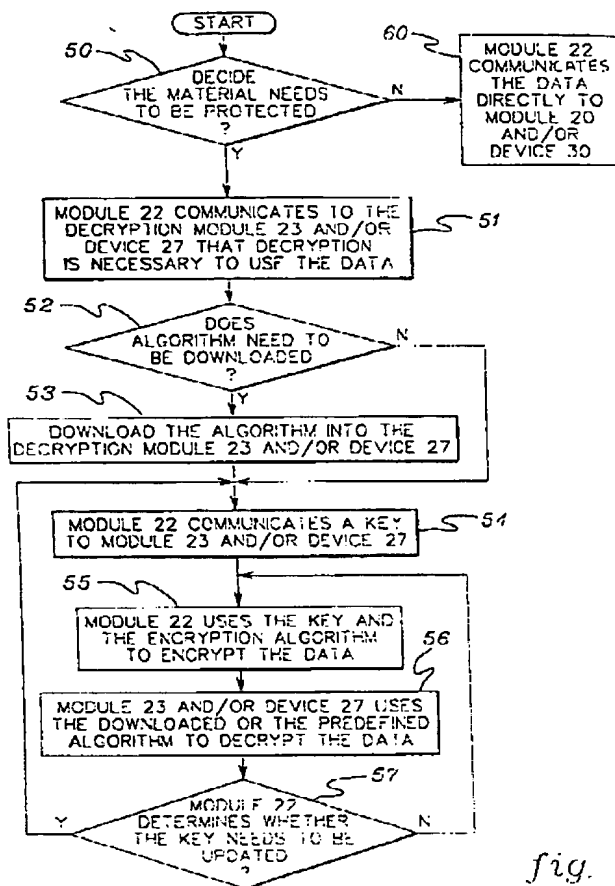 START
50
DECIDE
THE MATERIAL NEEDS
TO BE PROTECTED
?
N
Y
60
MODULE 22
COMMUNICATES
THE DATA
DIRECTLY TO
MODULE 20
AND/OR
DEVICE 30
MODULE 22 COMMUNICATES TO THE
DECRYPTION MODULE 23 AND/OR
DEVICE 27 THAT DECRYPTION
IS NECESSARY TO USE THE DATA
51
52
DOES
ALGORITHM NEED TO
BE DOWNLOADED
?
N
Y
53
DOWNLOAD THE ALGORITHM INTO THE
DECRYPTION MODULE 23 AND/OR DEVICE 27
MODULE 22 COMMUNICATES A KEY
TO MODULE 23 AND/OR DEVICE 27
54
55
MODULE 22 USES THE KEY AND
THE ENCRYPTION ALGORITHM
TO ENCRYPT THE DATA
56
MODULE 23 AND/OR DEVICE 27 USES
THE DOWNLOADED OR THE PREDEFINED
ALGORITHM TO DECRYPT THE DATA
57
MODULE 22
DETERMINES WHETHER
THE KEY NEEDS TO BE
UPDATED
?
Y
N
fig.